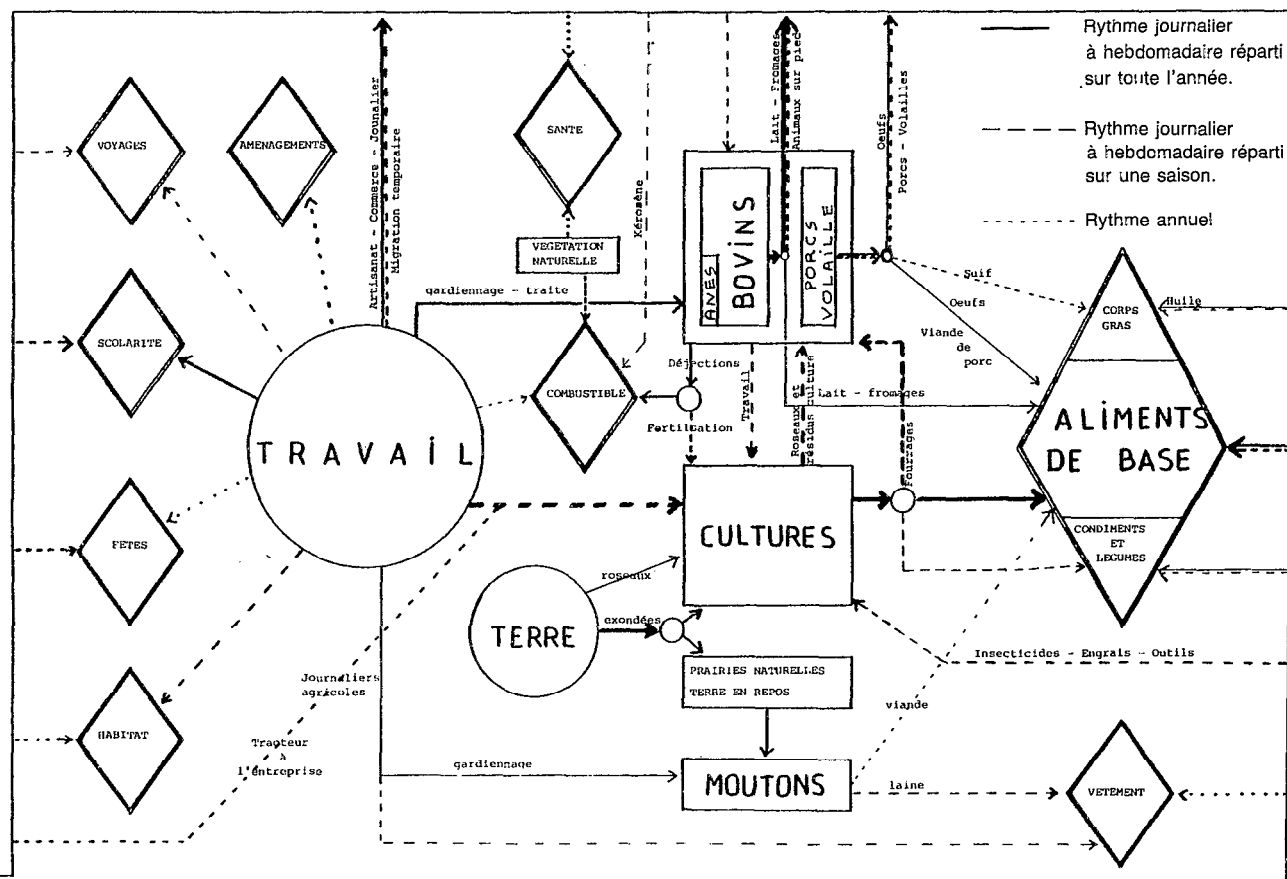 Rythme journalier
à hebdomadaire réparti
sur toute l'année.
Rythme journalier
à hebdomadaire réparti
sur une saison.
Rythme annuel
VOYAGES
AMENAGEMENTS
Artisanat - Commerce - Jounalier
Migration temporaire
SANTE
Kéromène
Lait - Fromages
Animaux sur pied
Oeufs
Porcs - Volailles
VEGETATION
NATURELLE
ANES
BOViNS
PORCS
VOLAiLLE
gardiennage - traite
Suif
Oeufs
Viande
de
porc
Huile
CORPS
GRAS
SCOLARITE
Déjections
COMBUSTIBLE
Fertilisation
Travail
Roseaux et
résidus culture
Lait - fromages
Fourrages
TRAVAiL
ALiMENTS
DE BASE
CONDIMENTS
ET
LEGUMES
FETES
CULTURES
roseaux
exondées
TERRE
Insecticides - Engrais - Outils
PRAIRIES NATURELLES
TERRE EN REPOS
Journaliers
agricoles
viande
HABITAT
Tracteur
à
l'entreprise
gardiennage
MOUTONS
laine
VETEMENT